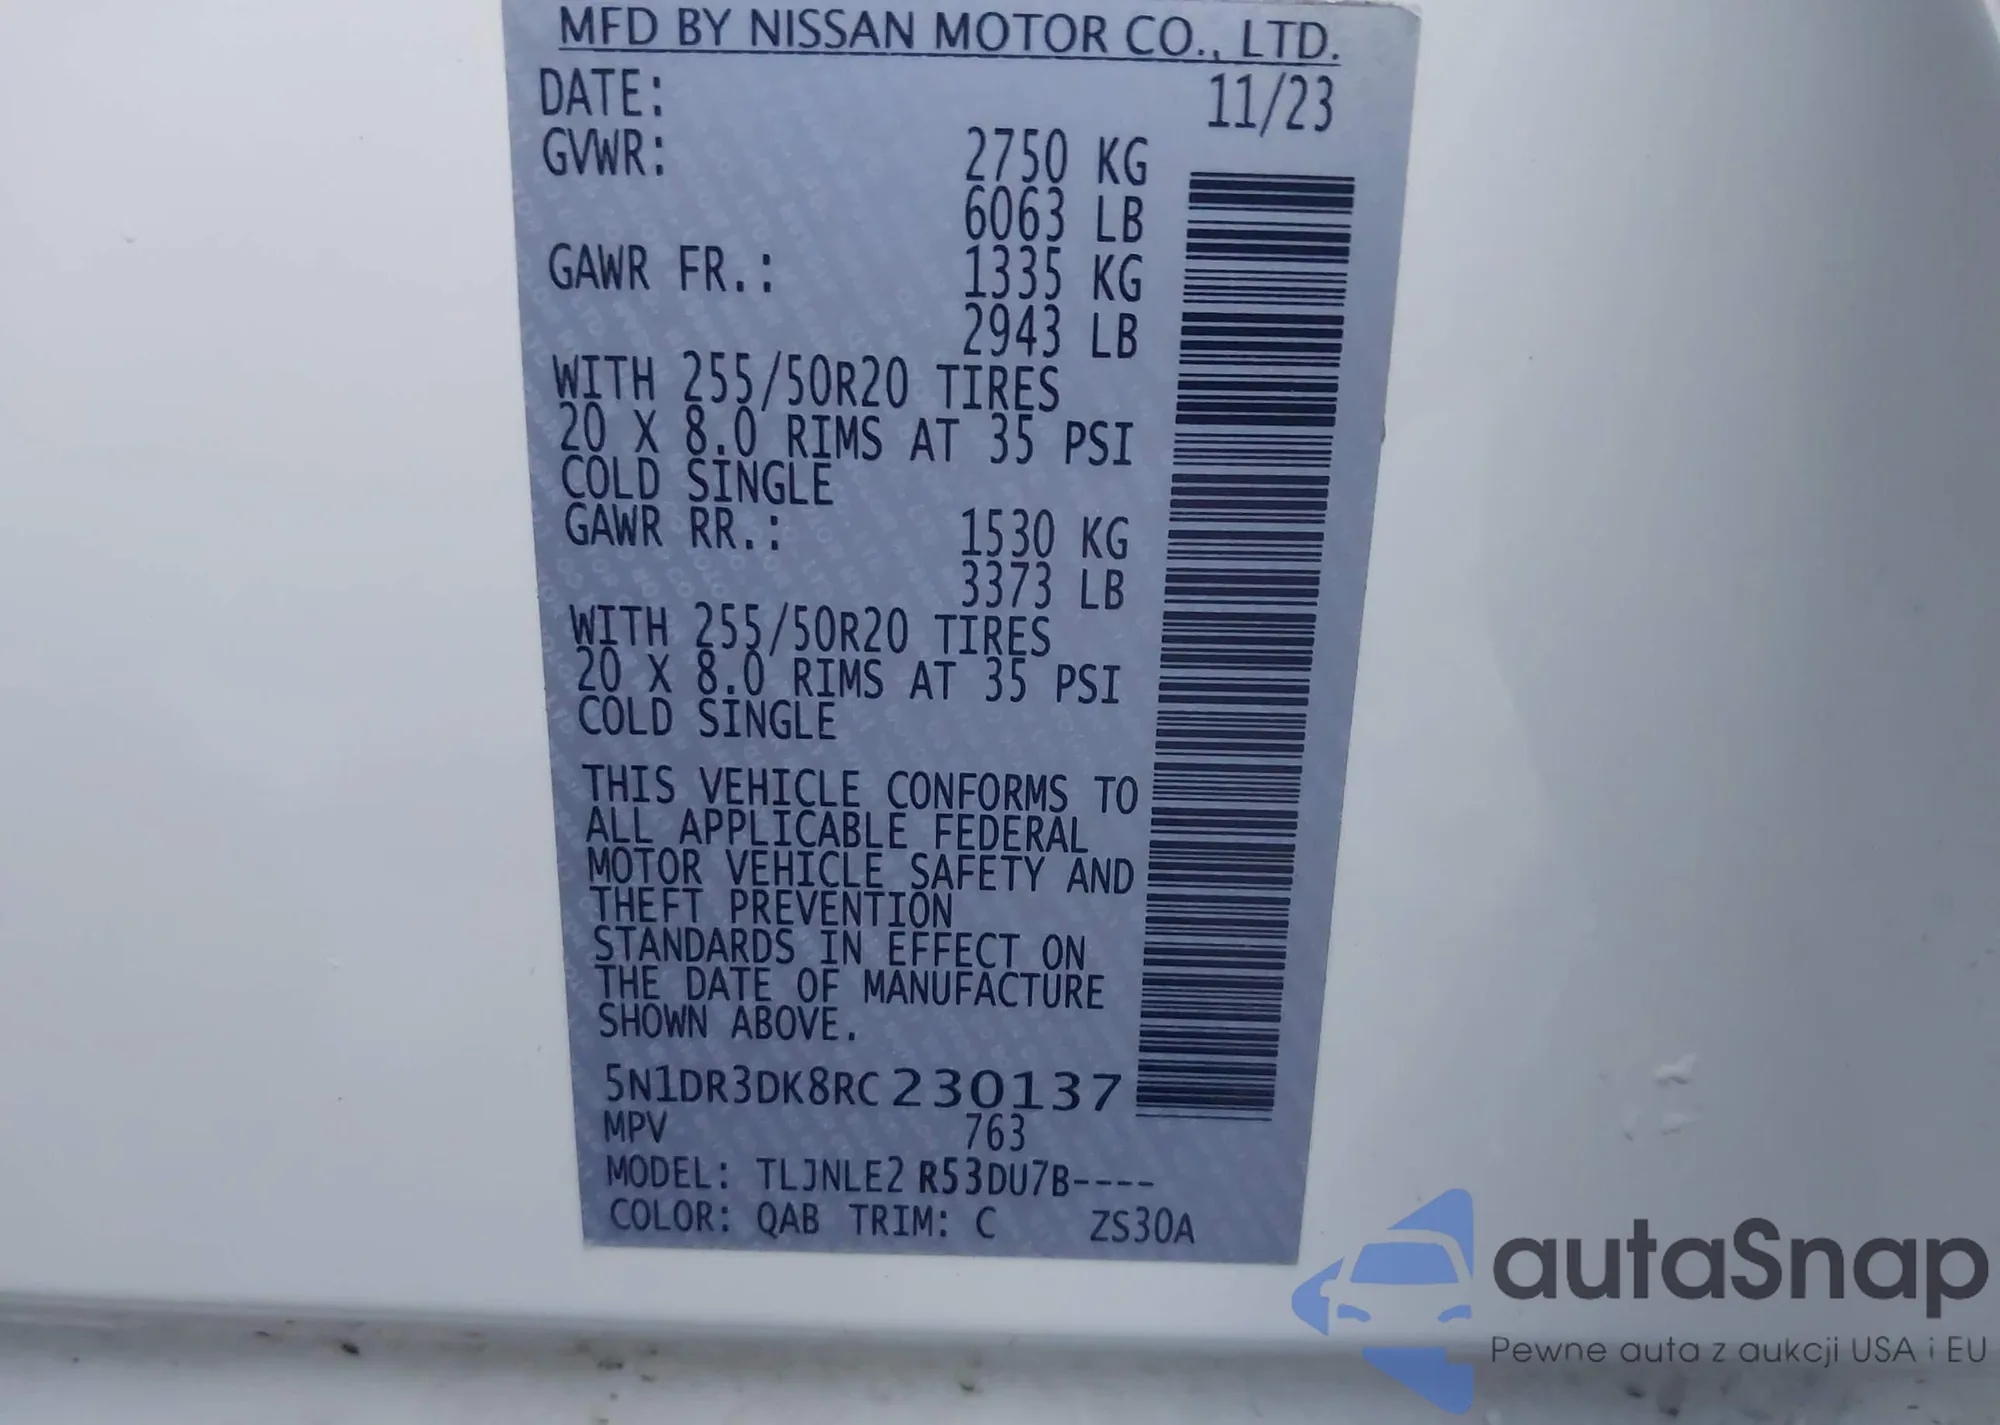 MFD BY NISSAN MOTOR CO., LTD.
DATE: 11/23
GVWR: 2750 KG
6063 LB
GAWR FR.: 1335 KG
2943 LB
WITH 255/50R20 TIRES
20 X 8.0 RIMS AT 35 PSI
COLD SINGLE
GAWR RR.: 1530 KG
3373 LB
WITH 255/50R20 TIRES
20 X 8.0 RIMS AT 35 PSI
COLD SINGLE
THIS VEHICLE CONFORMS TO
ALL APPLICABLE FEDERAL
MOTOR VEHICLE SAFETY AND
THEFT PREVENTION
STANDARDS IN EFFECT ON
THE DATE OF MANUFACTURE
SHOWN ABOVE.
5N1DR3DK8RC230137
MPV 763
MODEL: TLJNLE2 R53DU7B----
COLOR: QAB TRIM: C ZS30A
autaSnap
Pewne auta z aukcji USA i EU